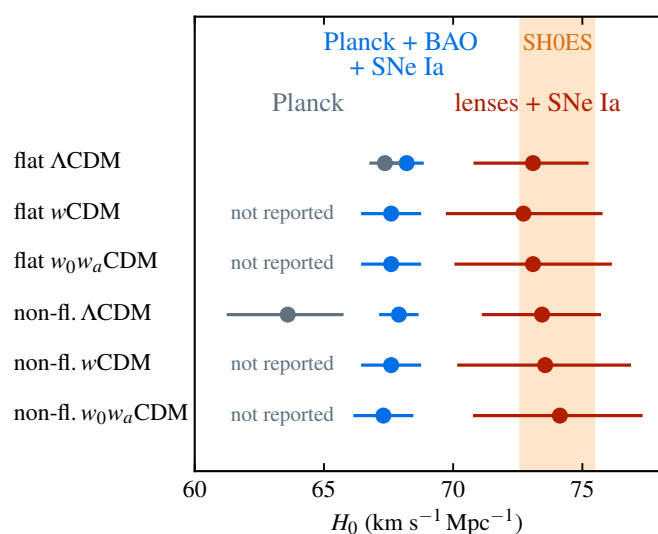 Planck + BAO SH0ES
+ SNe Ia
Planck lenses + SNe Ia
flat ΛCDM
flat wCDM not reported
flat w₀wₐCDM not reported
non-fl. ΛCDM
non-fl. wCDM not reported
non-fl. w₀wₐCDM not reported
60 65 70 75
H₀ (km s⁻¹ Mpc⁻¹)